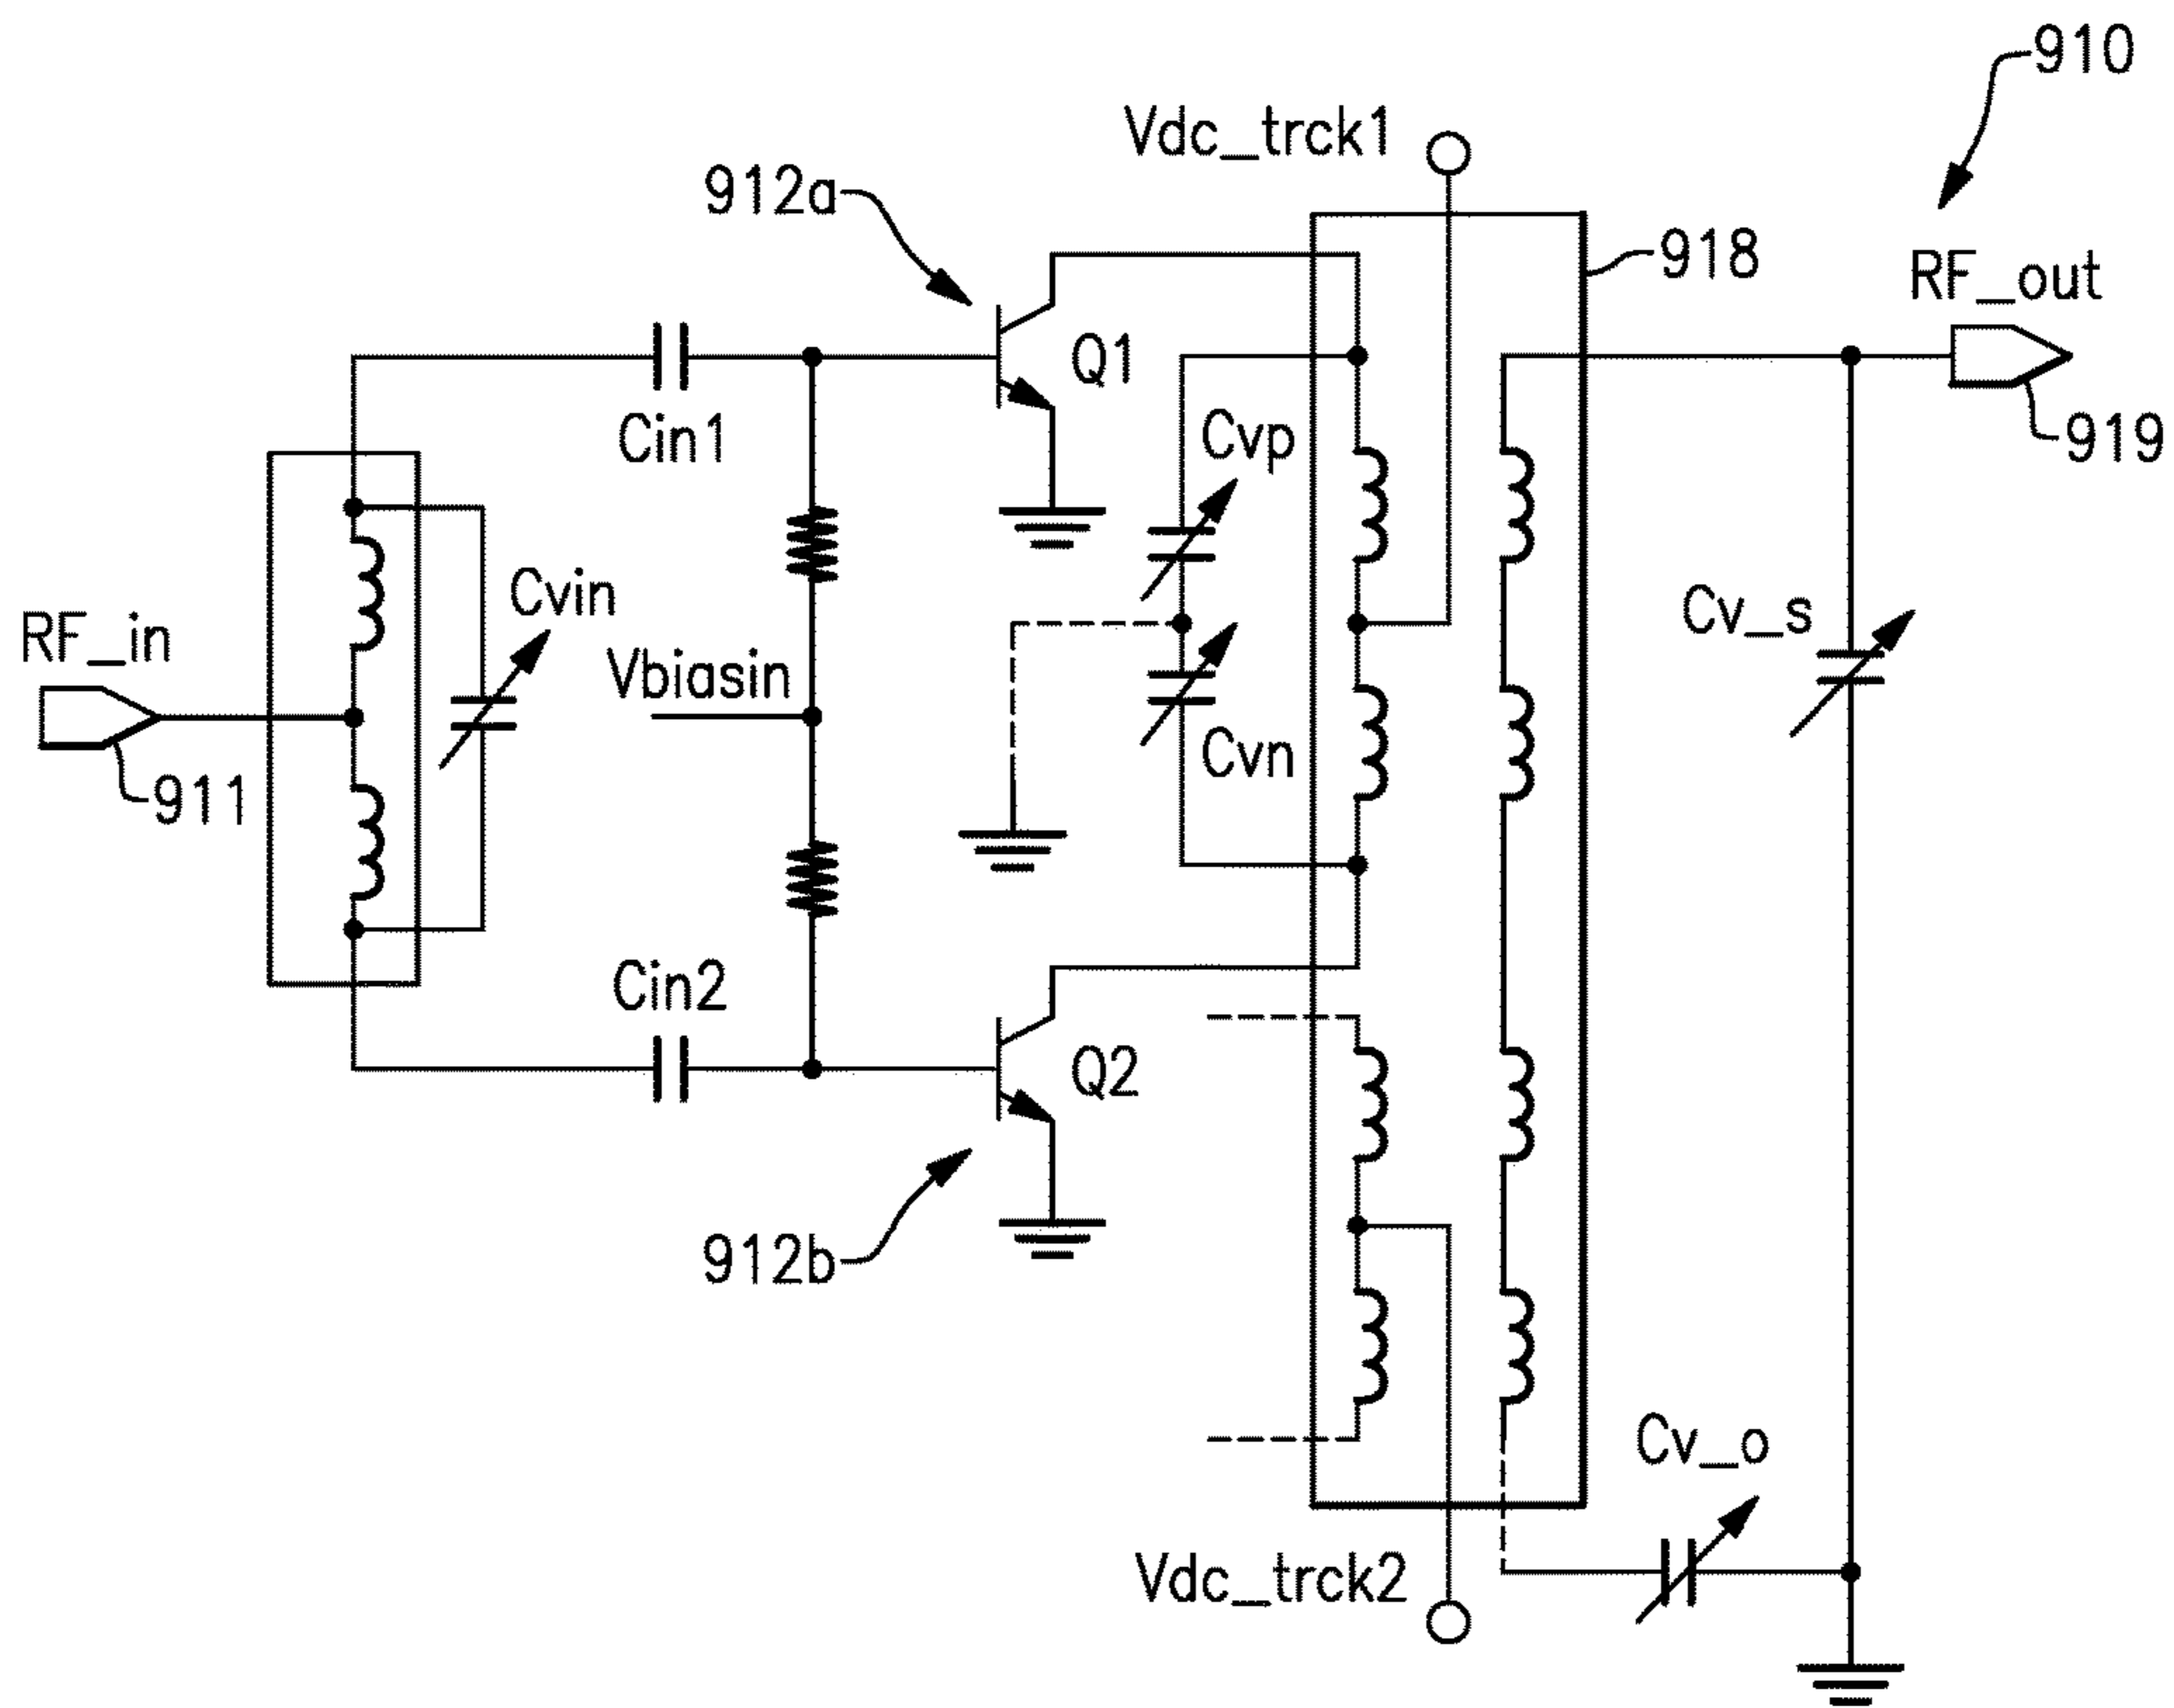 910
Vdc_trck1
912a
918
RF_out
Q1
Cin1
Cvp
919
Cvin
RF_in
Cv_s
Vbiasin
Cvn
911
Cin2
Q2
912b
Cv_o
Vdc_trck2